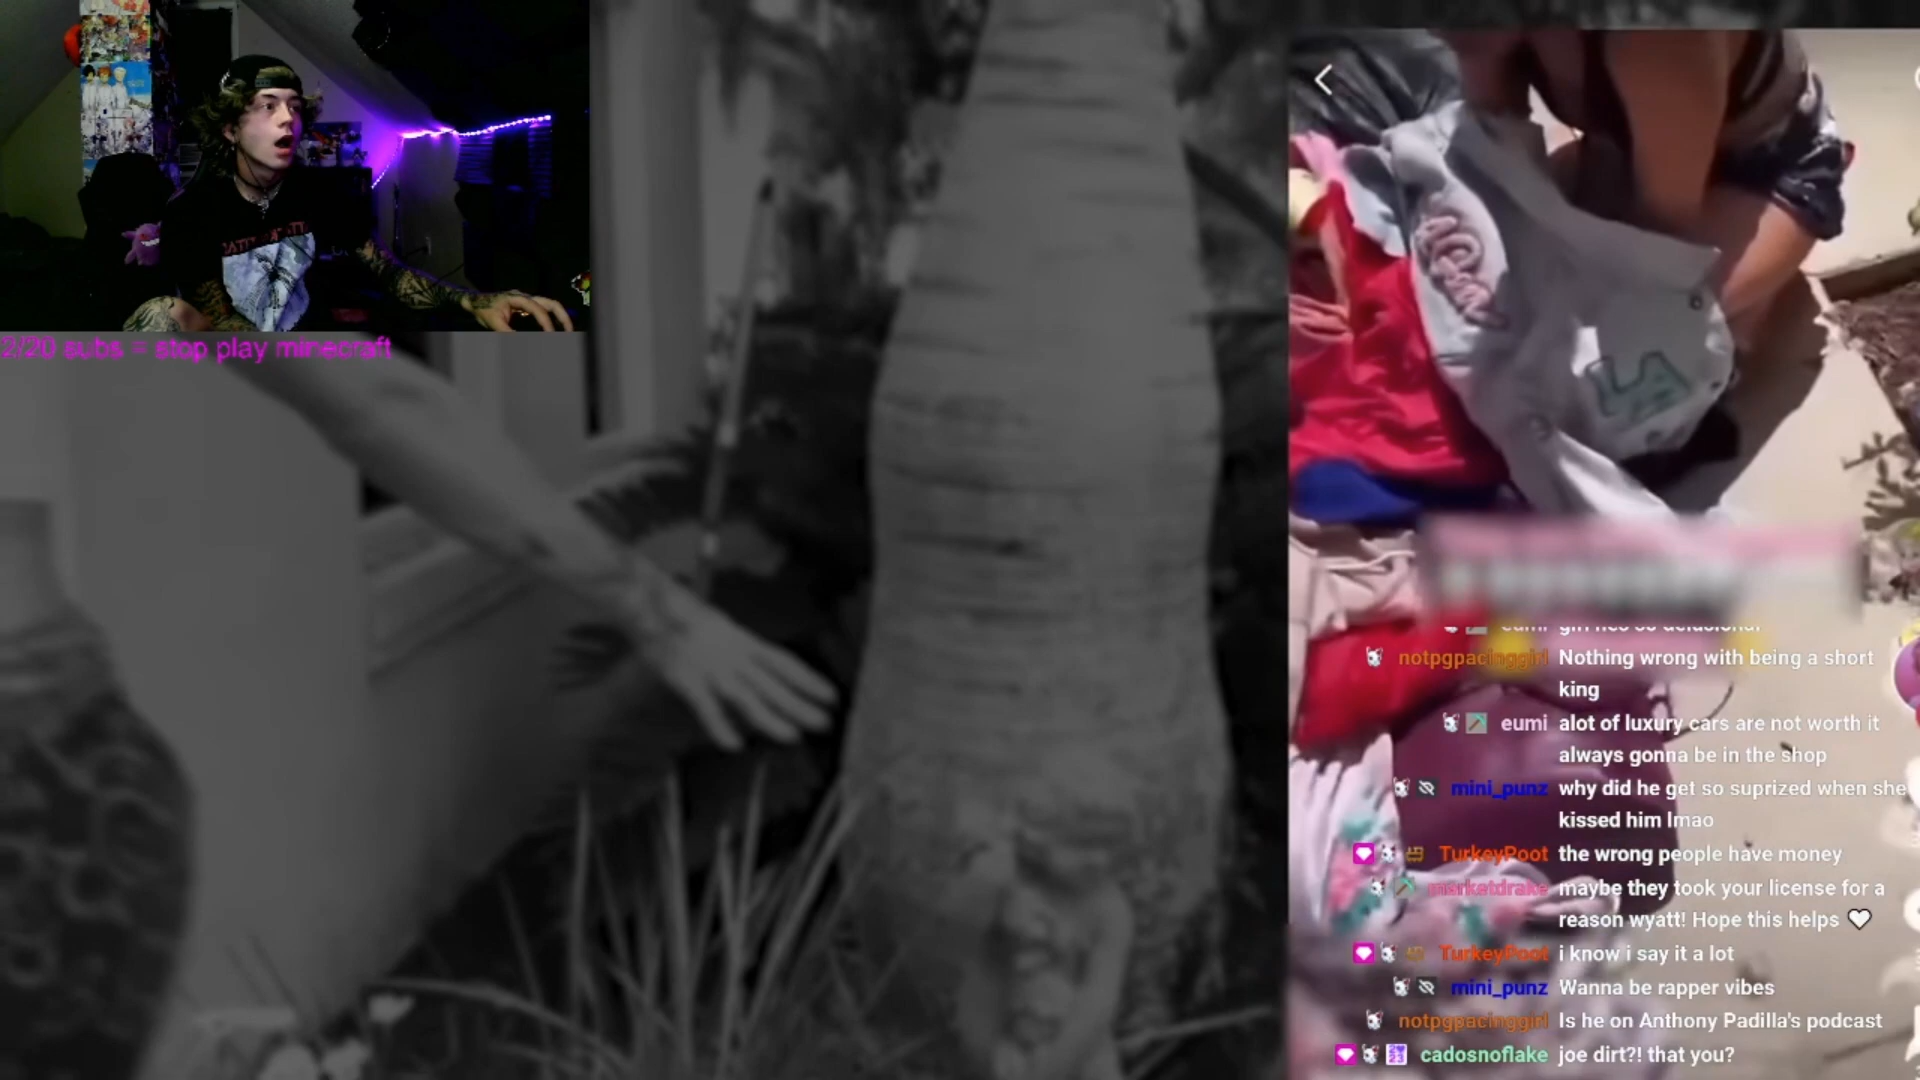 2/20 subs = stop play minecraft
notpgpacinggirl Nothing wrong with being a short
king
eumi alot of luxury cars are not worth it
always gonna be in the shop
mini_punz why did he get so suprized when she
kissed him lmao
TurkeyPoot the wrong people have money
marketdrake maybe they took your license for a
reason wyatt! Hope this helps 🤍
TurkeyPoot i know i say it a lot
mini_punz Wanna be rapper vibes
notpgpacinggirl Is he on Anthony Padilla's podcast
cadosnoflake joe dirt?! that you?